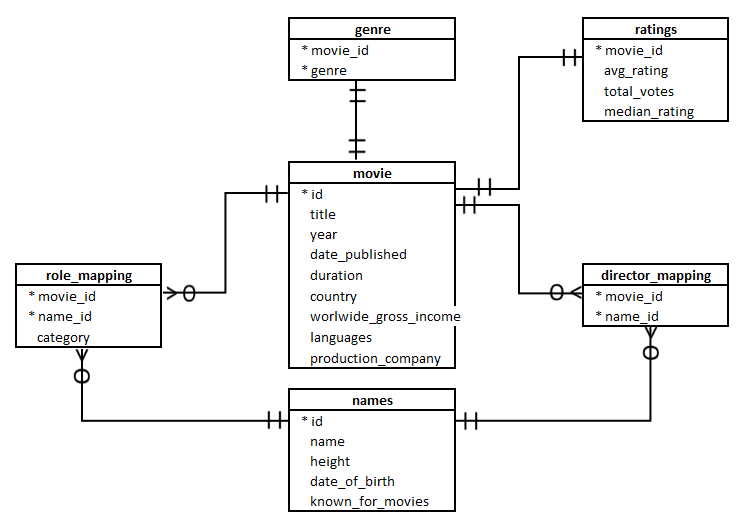 genre
* movie_id
* genre
ratings
* movie_id
avg_rating
total_votes
median_rating
movie
* id
title
year
date_published
duration
country
worlwide_gross_income
languages
production_company
role_mapping
* movie_id
* name_id
category
director_mapping
* movie_id
* name_id
names
* id
name
height
date_of_birth
known_for_movies